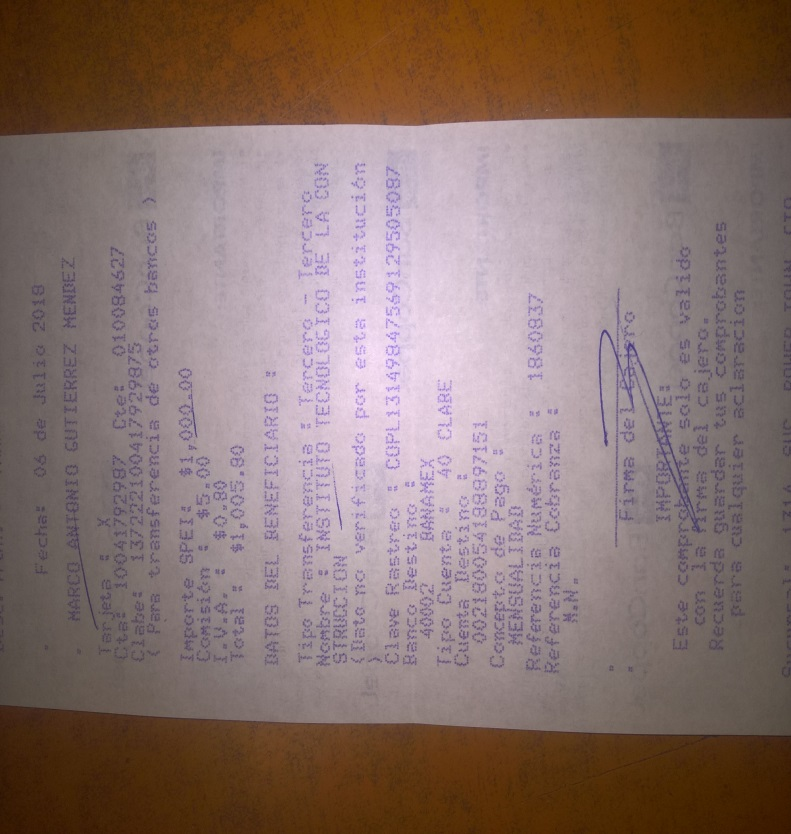 Fecha: 06 de Julio 2018
MARCO ANTONIO GUTIERREZ MENDEZ
Tarjeta : X
Cta: 10041792987 Cte: 010084627
Clabe: 137222100417929875
( Para transferencia de otros bancos )
Importe SPEI: $1,000.00
Comisión : $5.00
I.V.A. : $0.80
Total : $1,005.80
DATOS DEL BENEFICIARIO :
Tipo Transferencia : Tercero - Tercero
Nombre : INSTITUTO TECNOLOGICO DE LA CON
STRUCCION
(Dato no verificado por esta institución
)
Clave Rastreo : COPL13149847569129505087
Banco Destino :
40002 BANAMEX
Tipo Cuenta : 40 CLABE
Cuenta Destino :
002180054188897151
Concepto de Pago :
MENSUALIDAD
Referencia Numérica : 1860837
Referencia Cobranza :
M.N.
Firma del Cajero
IMPORTANTE:
Este comprobante solo es valido
con la firma del cajero.
Recuerda guardar tus comprobantes
para cualquier aclaracion